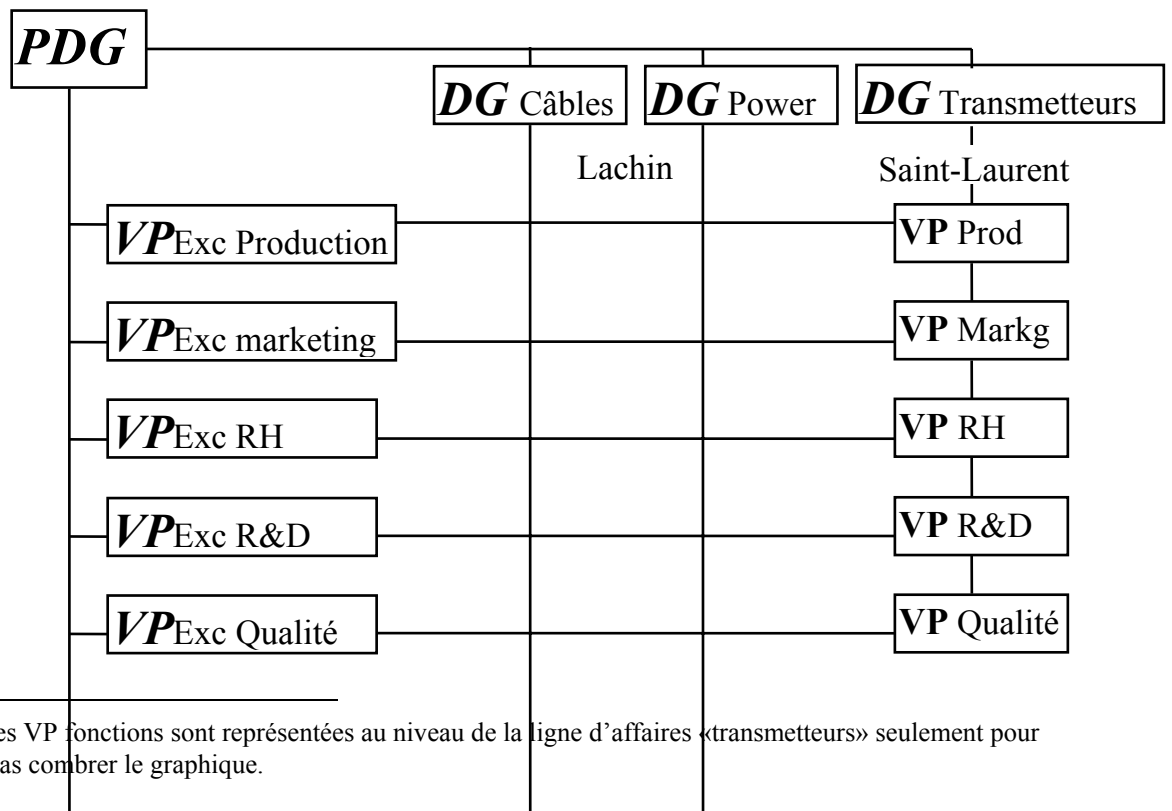 PDG
DG Câbles DG Power DG Transmetteurs
Lachin Saint-Laurent
VPExc Production VP Prod
VPExc marketing VP Markg
VPExc RH VP RH
VPExc R&D VP R&D
VPExc Qualité VP Qualité
es VP fonctions sont représentées au niveau de la ligne d’affaires «transmetteurs» seulement pour
as combrer le graphique.